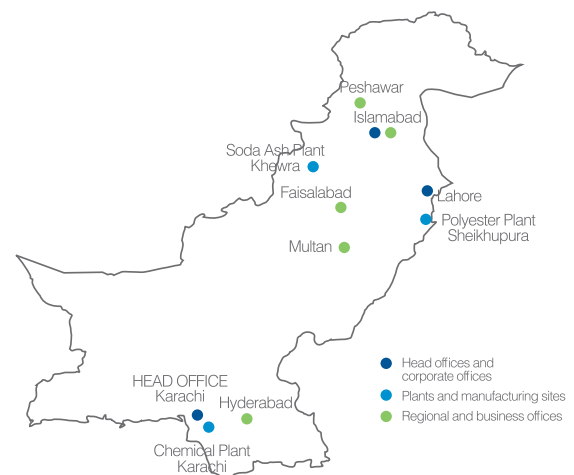 Peshawar
Islamabad
Soda Ash Plant
Khewra
Faisalabad
Lahore
Polyester Plant
Sheikhupura
Multan
Head offices and
corporate offices
Plants and manufacturing sites
Regional and business offices
HEAD OFFICE
Karachi
Hyderabad
Chemical Plant
Karachi